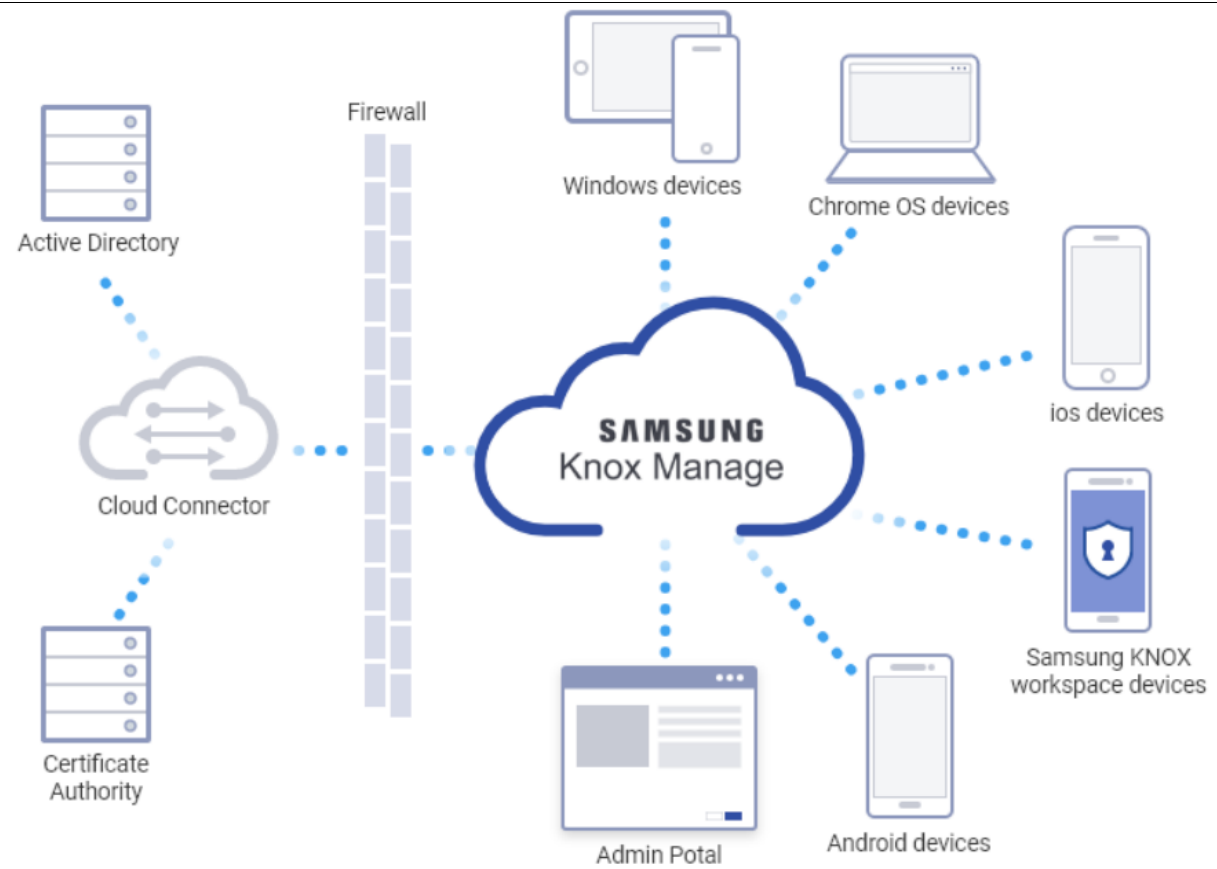 Firewall
Windows devices
Chrome OS devices
Active Directory
ios devices
SAMSUNG
Knox Manage
Cloud Connector
Samsung KNOX
workspace devices
Certificate
Authority
Android devices
Admin Potal